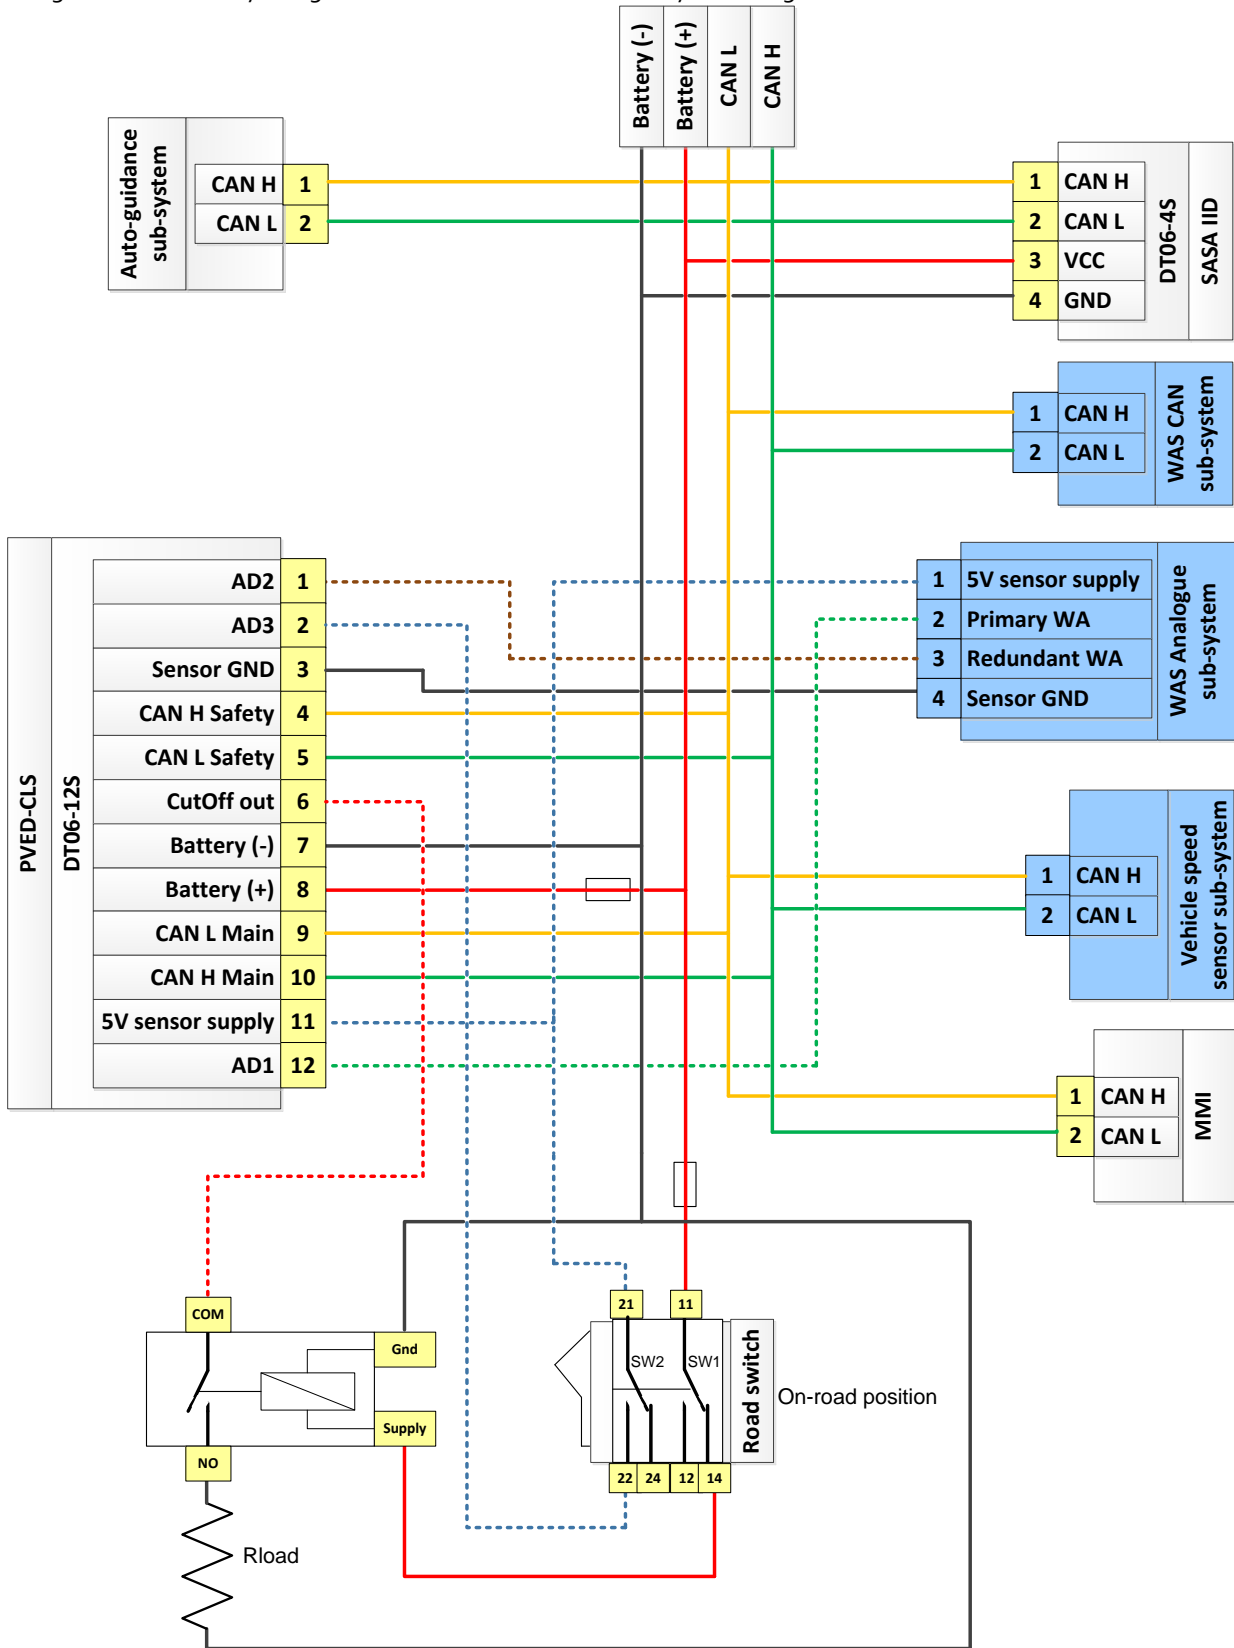 Battery (-)
Battery (+)
CAN L
CAN H
Auto-guidance
sub-system
CAN H 1
CAN L 2
1 CAN H
2 CAN L
3 VCC
4 GND
DT06-4S
SASA IID
1 CAN H
2 CAN L
WAS CAN
sub-system
PVED-CLS
DT06-12S
AD2 1
AD3 2
Sensor GND 3
CAN H Safety 4
CAN L Safety 5
CutOff out 6
Battery (-) 7
Battery (+) 8
CAN L Main 9
CAN H Main 10
5V sensor supply 11
AD1 12
1 5V sensor supply
2 Primary WA
3 Redundant WA
4 Sensor GND
WAS Analogue
sub-system
1 CAN H
2 CAN L
Vehicle speed
sensor sub-system
1 CAN H
2 CAN L
MMI
COM
Gnd
Supply
NO
Rload
21 11
SW2 SW1
22 24 12 14
Road switch
On-road position